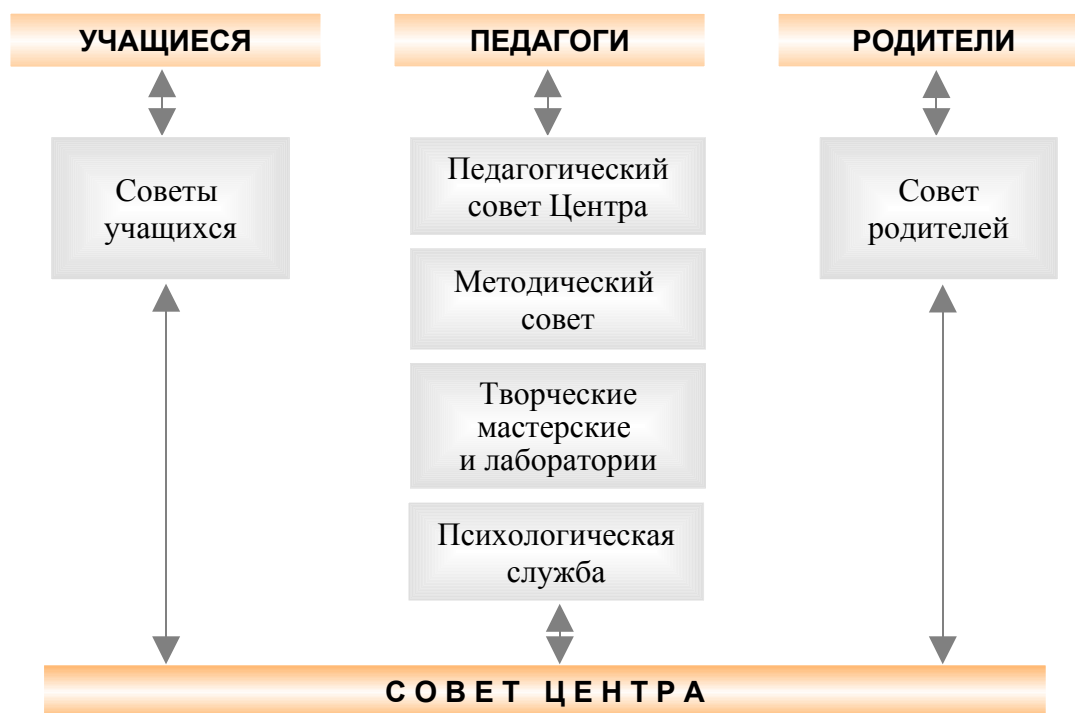 УЧАЩИЕСЯ
ПЕДАГОГИ
РОДИТЕЛИ
Советы
учащихся
Педагогический
совет Центра
Методический
совет
Творческие
мастерские
и лаборатории
Психологическая
служба
Совет
родителей
СОВЕТ ЦЕНТРА